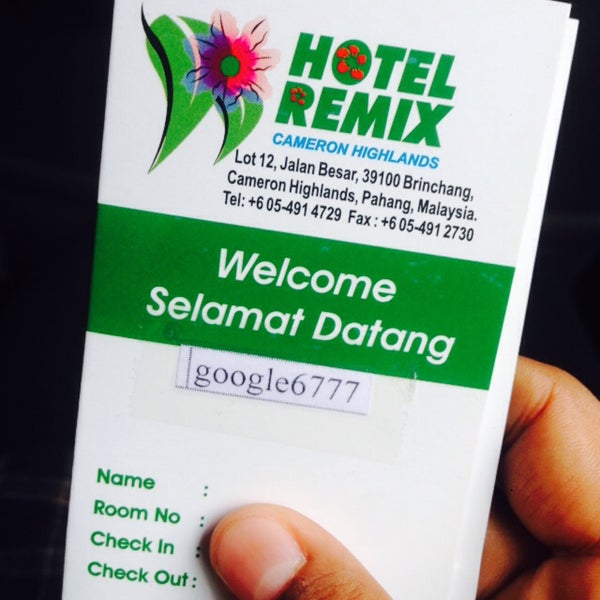 HOTEL
REMIX
CAMERON HIGHLANDS
Lot 12, Jalan Besar, 39100 Brinchang,
Cameron Highlands, Pahang, Malaysia.
Tel: +6 05-491 4729 Fax : +6 05-491 2730
Welcome
Selamat Datang
google6777
Name :
Room No :
Check In :
Check Out :